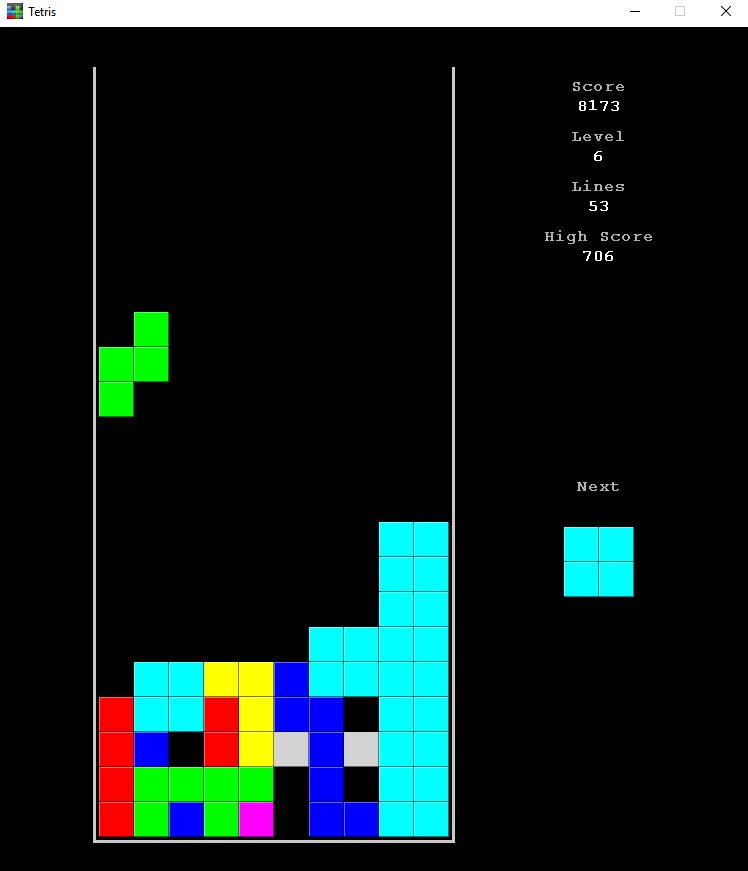 Tetris
Score
8173
Level
6
Lines
53
High Score
706
Next